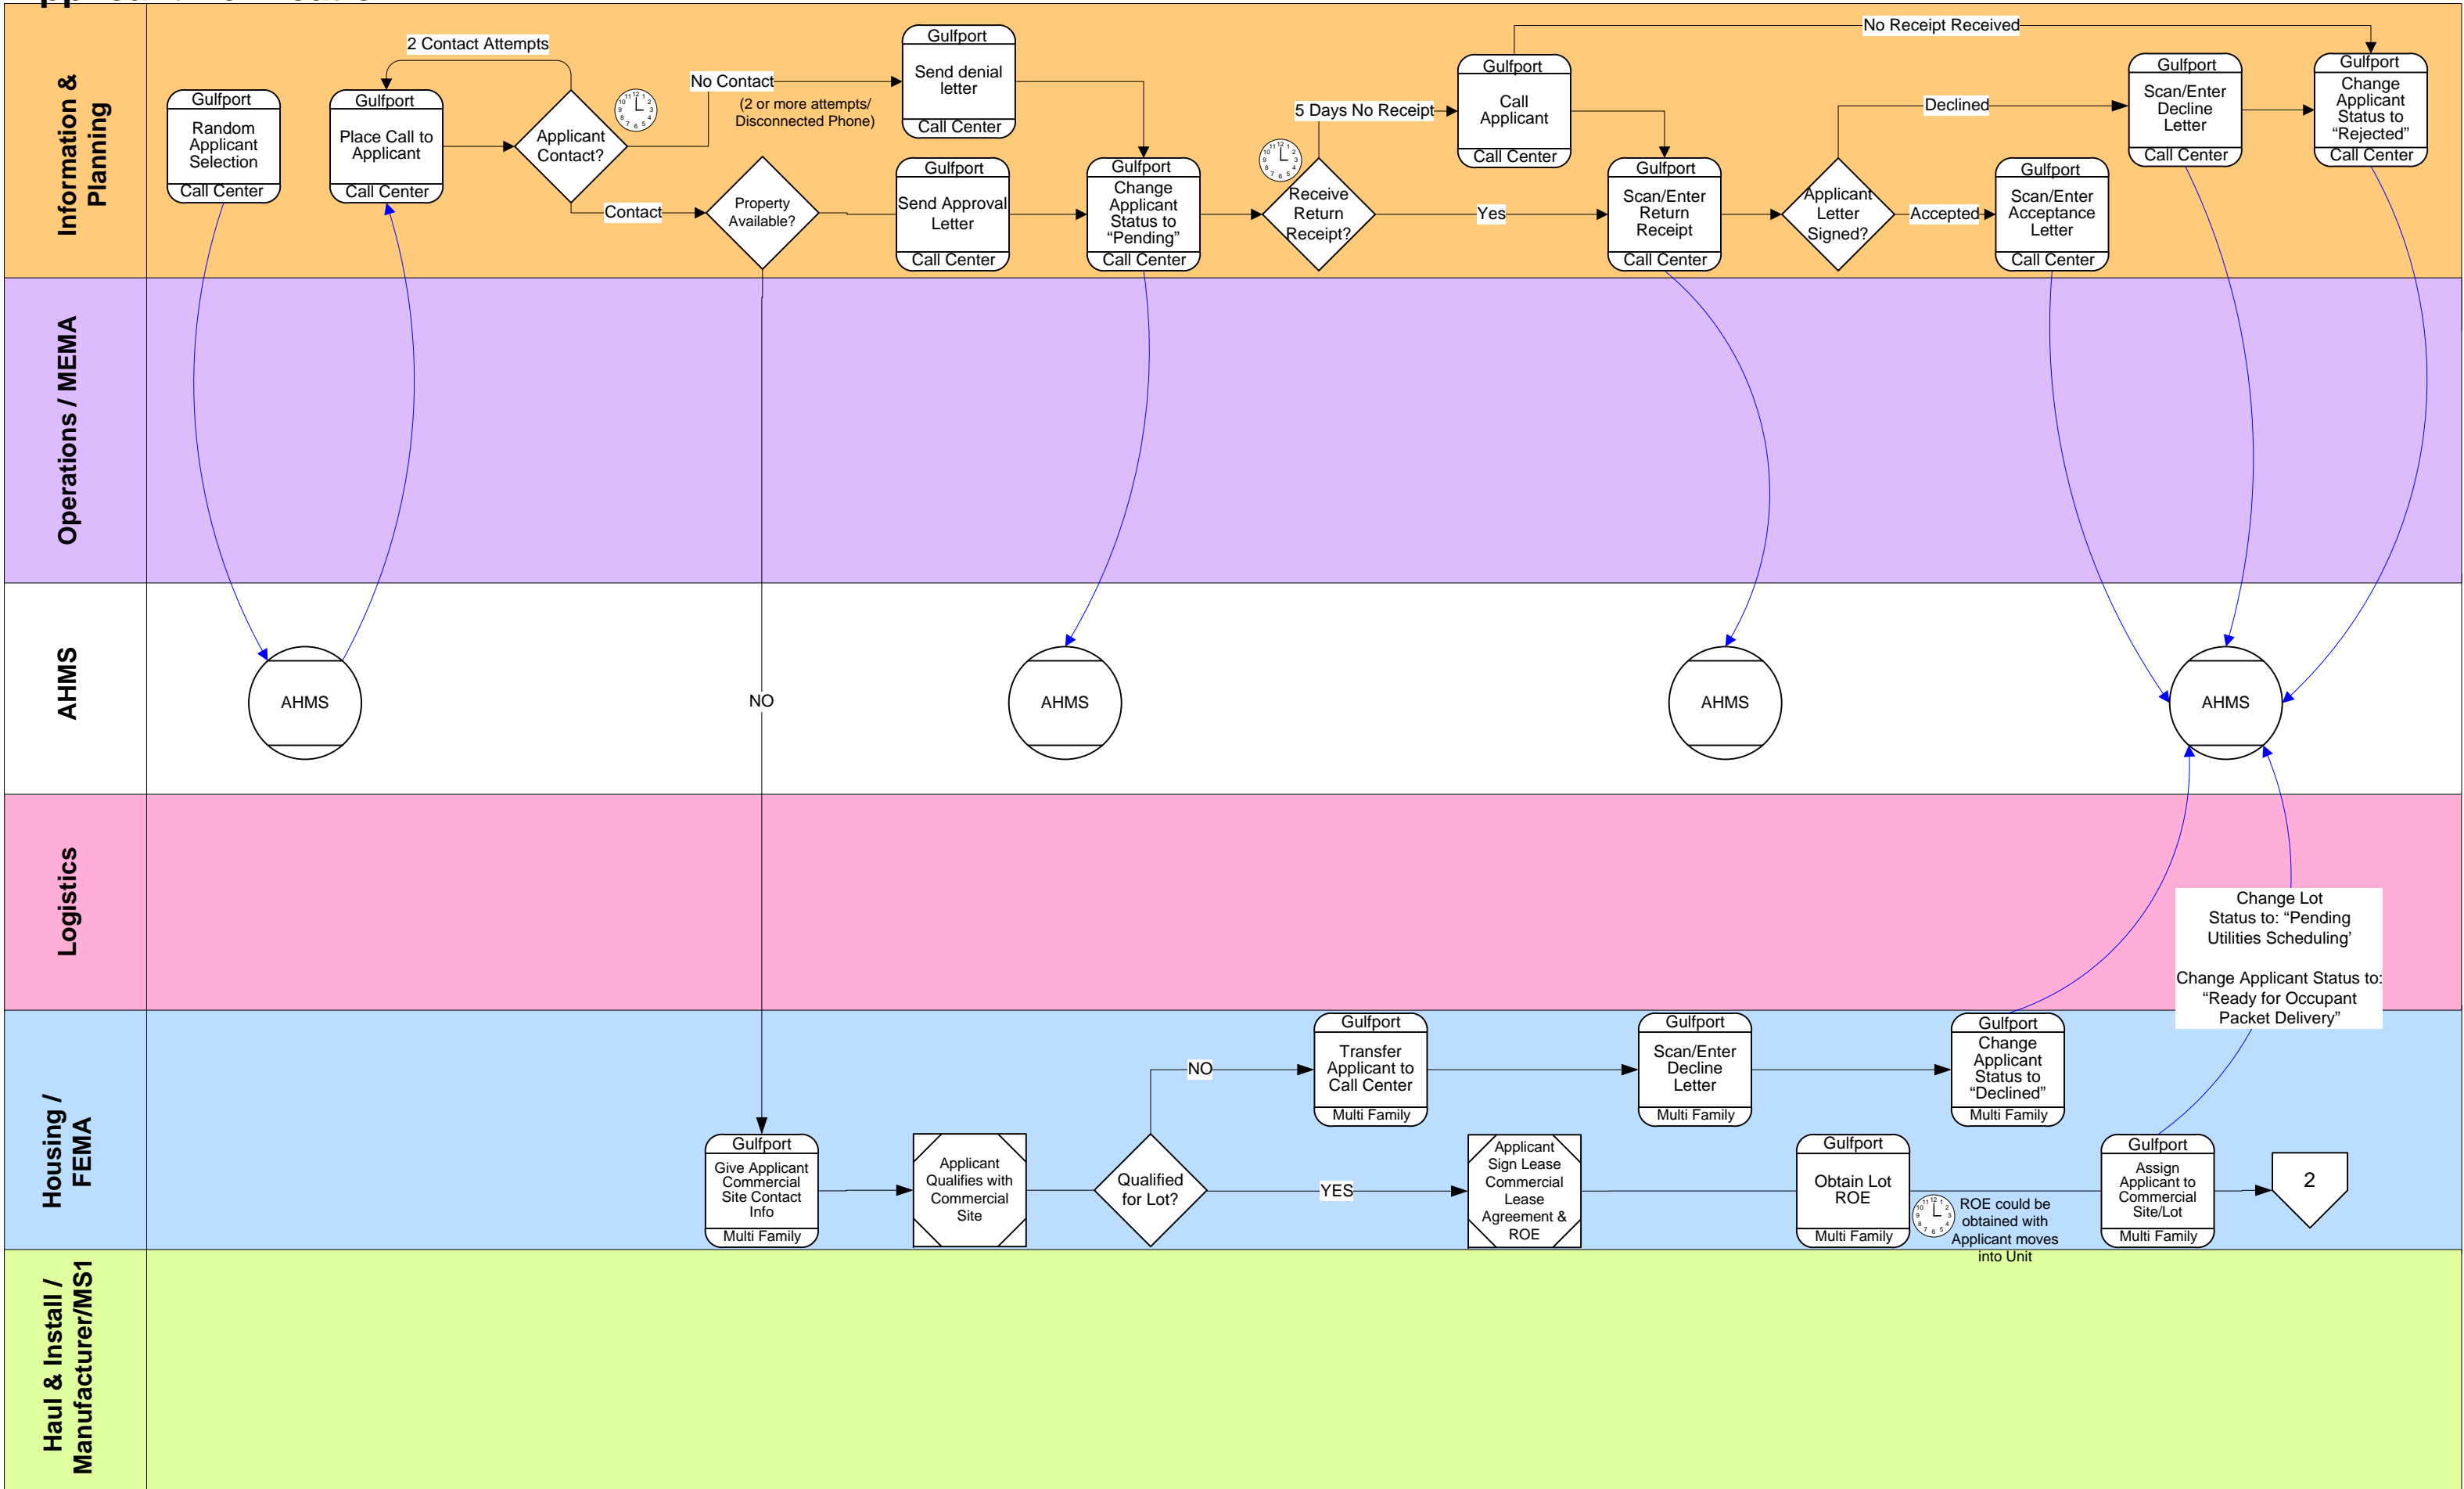 Information &
Planning
Gulfport
Random
Applicant
Selection
Call Center
2 Contact Attempts
Gulfport
Place Call to
Applicant
Call Center
Applicant
Contact?
No Contact
(2 or more attempts/
Disconnected Phone)
Contact
Property
Available?
Gulfport
Send denial
letter
Call Center
Gulfport
Send Approval
Letter
Call Center
Gulfport
Change
Applicant
Status to
“Pending”
Call Center
Receive
Return
Receipt?
5 Days No Receipt
Yes
Gulfport
Call
Applicant
Call Center
No Receipt Received
Gulfport
Scan/Enter
Return
Receipt
Call Center
Applicant
Letter
Signed?
Declined
Accepted
Gulfport
Scan/Enter
Acceptance
Letter
Call Center
Gulfport
Scan/Enter
Decline
Letter
Call Center
Gulfport
Change
Applicant
Status to
“Rejected”
Call Center
Operations / MEMA
AHMS
AHMS
NO
AHMS
AHMS
AHMS
Logistics
Change Lot
Status to: “Pending
Utilities Scheduling’
Change Applicant Status to:
“Ready for Occupant
Packet Delivery”
Housing /
FEMA
Gulfport
Give Applicant
Commercial
Site Contact
Info
Multi Family
Applicant
Qualifies with
Commercial
Site
Qualified
for Lot?
NO
Gulfport
Transfer
Applicant to
Call Center
Multi Family
Gulfport
Scan/Enter
Decline
Letter
Multi Family
Gulfport
Change
Applicant
Status to
“Declined”
Multi Family
YES
Applicant
Sign Lease
Commercial
Lease
Agreement &
ROE
Gulfport
Obtain Lot
ROE
Multi Family
ROE could be
obtained with
Applicant moves
into Unit
Gulfport
Assign
Applicant to
Commercial
Site/Lot
Multi Family
2
Haul & Install /
Manufacturer/MS1